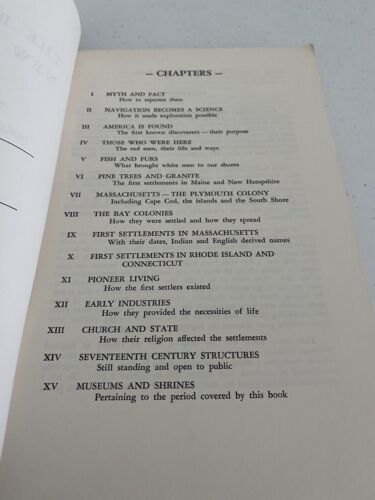 — CHAPTERS —
I MYTH AND FACT
How to separate them
II NAVIGATION BECOMES A SCIENCE
How it made exploration possible
III AMERICA IS FOUND
The first known discoverers — their purpose
IV THOSE WHO WERE HERE
The red men, their life and ways
V FISH AND FURS
What brought white men to our shores
VI PINE TREES AND GRANITE
The first settlements in Maine and New Hampshire
VII MASSACHUSETTS — THE PLYMOUTH COLONY
Including Cape Cod, the islands and the South Shore
VIII THE BAY COLONIES
How they were settled and how they spread
IX FIRST SETTLEMENTS IN MASSACHUSETTS
With their dates, Indian and English derived names
X FIRST SETTLEMENTS IN RHODE ISLAND AND
CONNECTICUT
XI PIONEER LIVING
How the first settlers existed
XII EARLY INDUSTRIES
How they provided the necessities of life
XIII CHURCH AND STATE
How their religion affected the settlements
XIV SEVENTEENTH CENTURY STRUCTURES
Still standing and open to public
XV MUSEUMS AND SHRINES
Pertaining to the period covered by this book